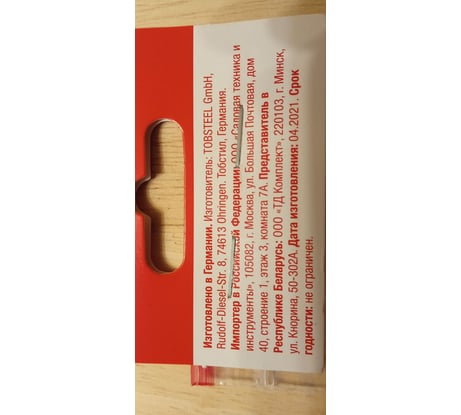 Изготовлено в Германии. Изготовитель: TOBSTEEL GmbH,
Rudolf-Diesel-Str. 8, 74613 Ohringen. Тобстил, Германия.
Импортер в Российской Федерации: ООО «Садовая техника и
инструменты», 105082, г. Москва, ул. Большая Почтовая, дом
40, строение 1, этаж 3, комната 7А. Представитель в
Республике Беларусь: ООО «ТД Комплект», 220103, г. Минск,
ул. Кнорина, 50-302А. Дата изготовления: 04.2021. Срок
годности: не ограничен.